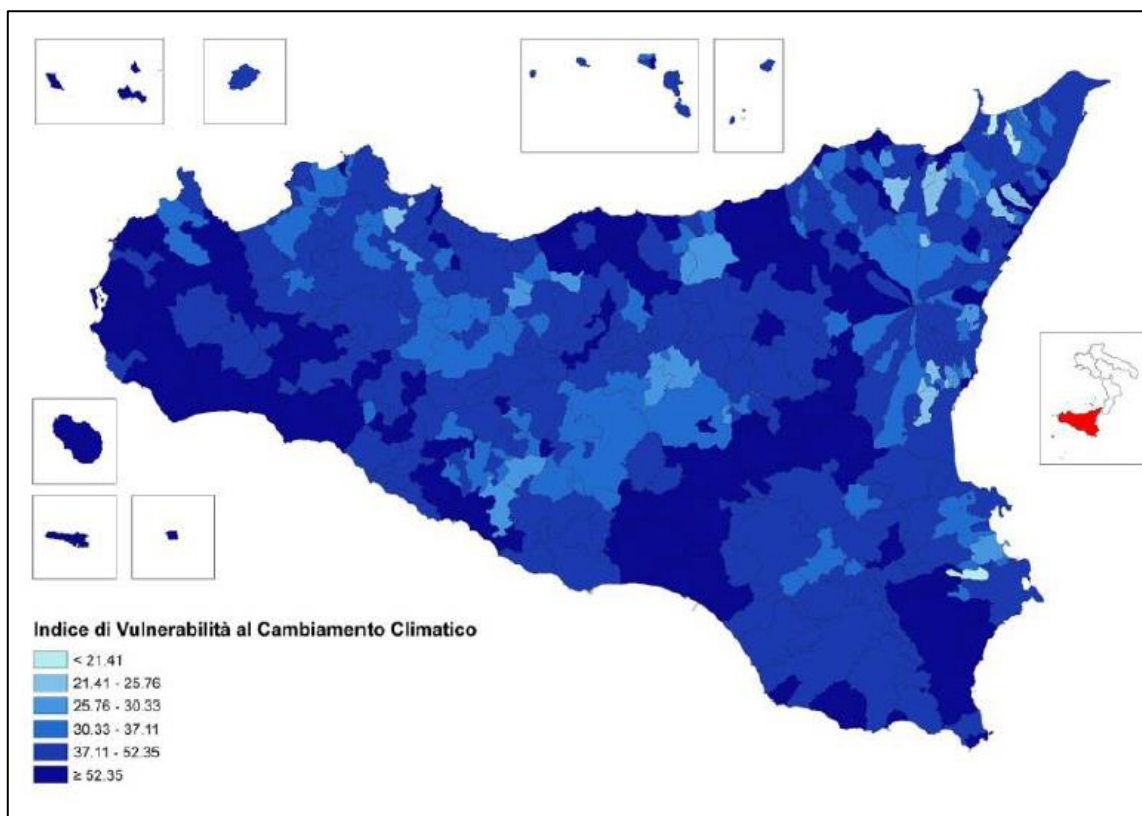 Indice di Vulnerabilità al Cambiamento Climatico
< 21.41
21.41 - 25.76
25.76 - 30.33
30.33 - 37.11
37.11 - 52.35
≥ 52.35